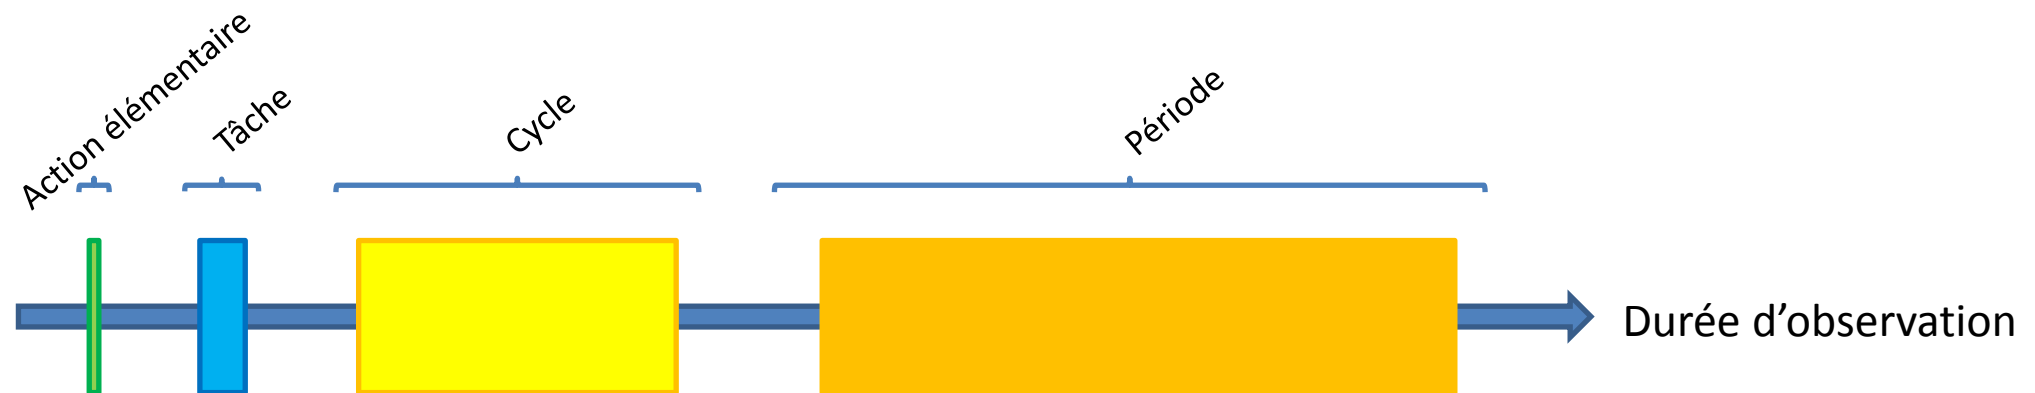 Action élémentaire
Tâche
Cycle
Période
Durée d’observation